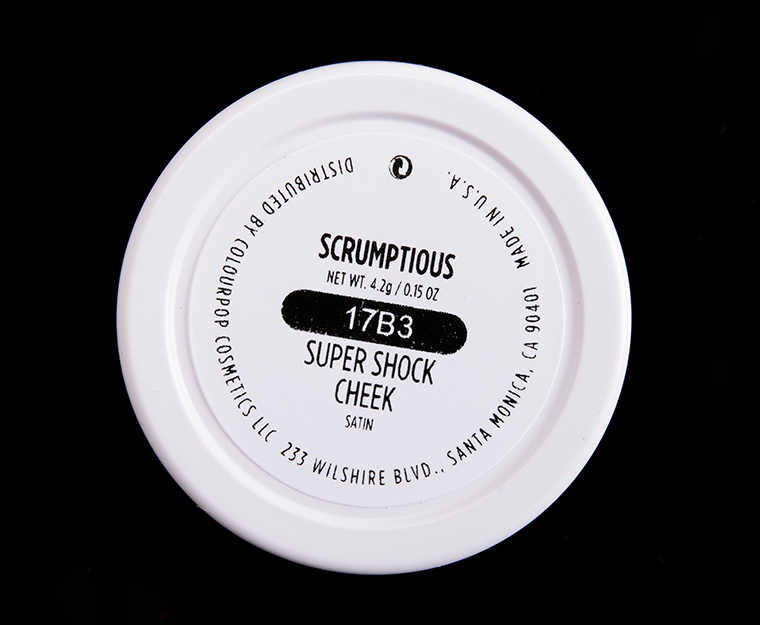 SCRUMPTIOUS
NET WT. 4.2g / 0.15 OZ
17B3
SUPER SHOCK
CHEEK
SATIN
DISTRIBUTED BY COLOURPOP COSMETICS LLC 233 WILSHIRE BLVD., SANTA MONICA, CA 90401 MADE IN U.S.A.